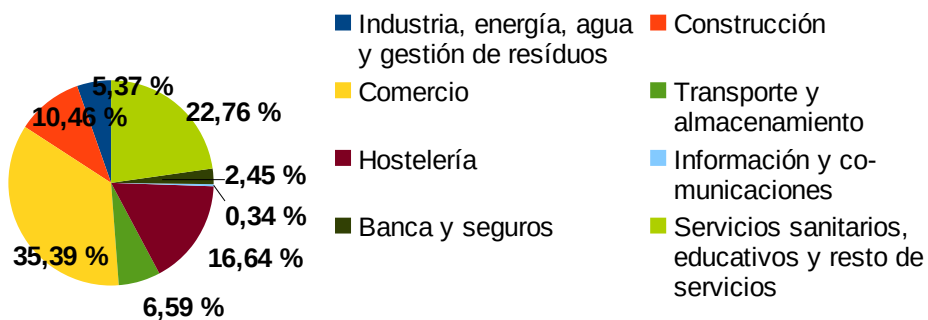 5,37 %
10,46 %
22,76 %
2,45 %
0,34 %
35,39 %
16,64 %
6,59 %
Industria, energía, agua
y gestión de resíduos
Construcción
Comercio
Transporte y
almacenamiento
Hostelería
Información y co-
municaciones
Banca y seguros
Servicios sanitarios,
educativos y resto de
servicios